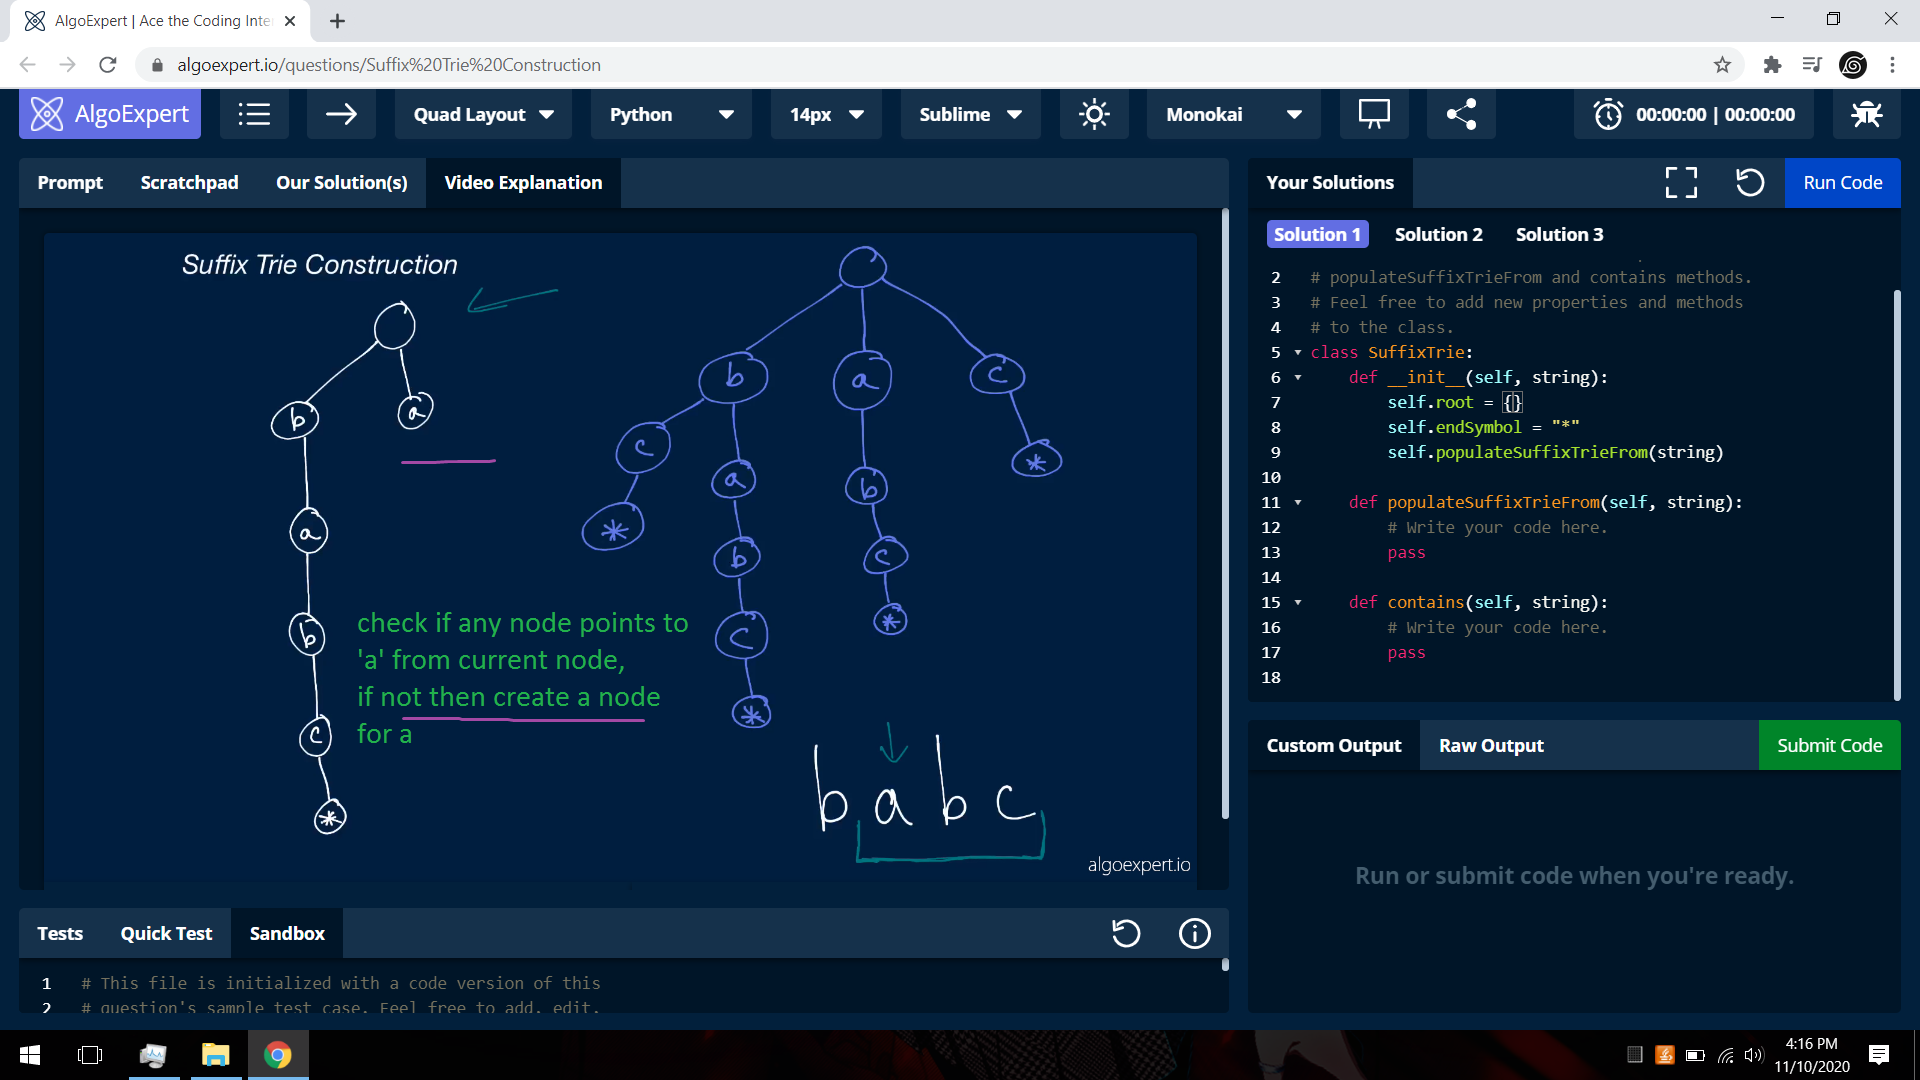 AlgoExpert | Ace the Coding Inte
algoexpert.io/questions/Suffix%20Trie%20Construction
AlgoExpert
Quad Layout
Python
14px
Sublime
Monokai
00:00:00 | 00:00:00
Prompt
Scratchpad
Our Solution(s)
Video Explanation
Suffix Trie Construction
b
a
a
b
c
*
check if any node points to
'a' from current node,
if not then create a node
for a
b
a
c
c
a
b
*
*
b
c
c
*
*
babc
algoexpert.io
Your Solutions
Run Code
Solution 1
Solution 2
Solution 3
2 # populateSuffixTrieFrom and contains methods.
3 # Feel free to add new properties and methods
4 # to the class.
5 class SuffixTrie:
6 def __init__(self, string):
7 self.root = {}
8 self.endSymbol = "*"
9 self.populateSuffixTrieFrom(string)
10
11 def populateSuffixTrieFrom(self, string):
12 # Write your code here.
13 pass
14
15 def contains(self, string):
16 # Write your code here.
17 pass
18
Custom Output
Raw Output
Submit Code
Run or submit code when you're ready.
Tests
Quick Test
Sandbox
1 # This file is initialized with a code version of this
2 # question's sample test case. Feel free to add, edit,
4:16 PM
11/10/2020